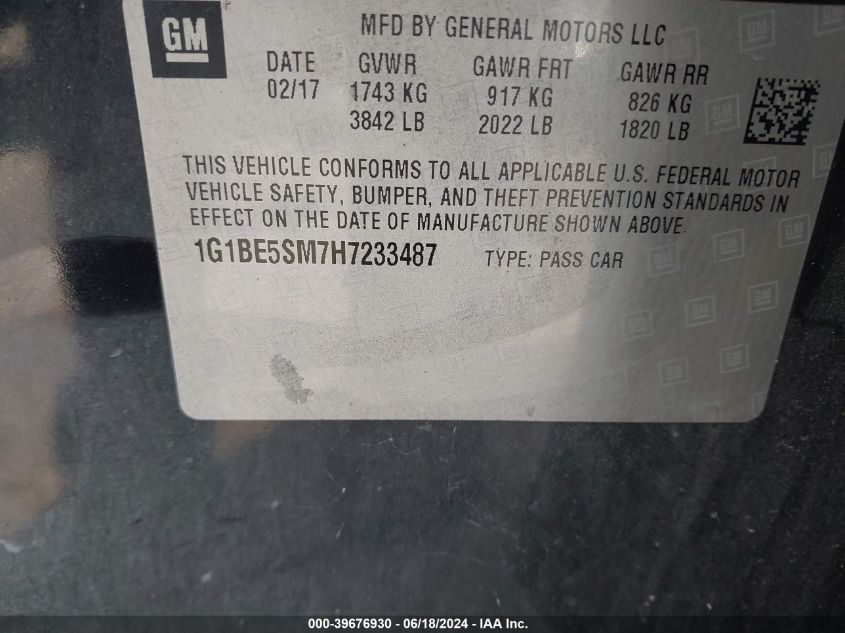 GM
MFD BY GENERAL MOTORS LLC
DATE GVWR GAWR FRT GAWR RR
02/17 1743 KG 917 KG 826 KG
3842 LB 2022 LB 1820 LB
THIS VEHICLE CONFORMS TO ALL APPLICABLE U.S. FEDERAL MOTOR
VEHICLE SAFETY, BUMPER, AND THEFT PREVENTION STANDARDS IN
EFFECT ON THE DATE OF MANUFACTURE SHOWN ABOVE.
1G1BE5SM7H7233487 TYPE: PASS CAR
000-39676930 - 06/18/2024 - IAA Inc.